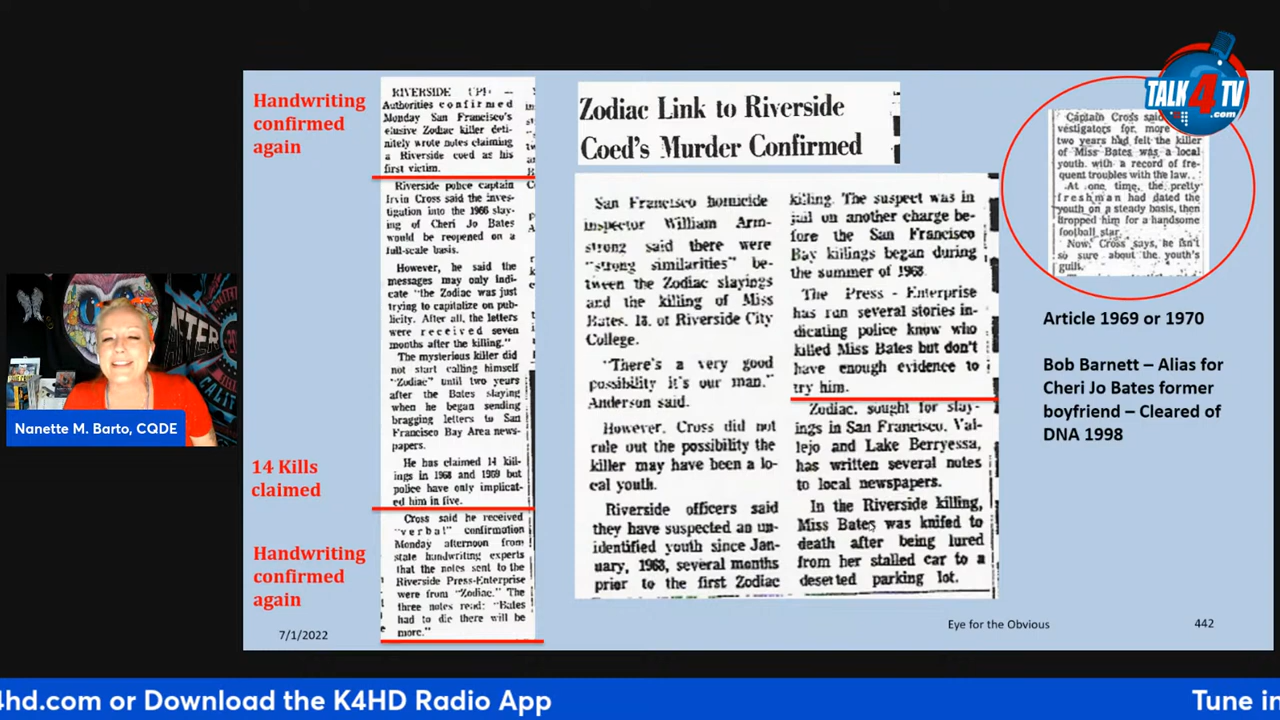 TALK4TV
.com
Handwriting
confirmed
again
14 Kills
claimed
Handwriting
confirmed
again
RIVERSIDE UPI —
Authorities confirmed
Monday San Francisco's
elusive Zodiac killer defi-
nitely wrote notes claiming
a Riverside coed as his
first victim.
Riverside police captain
Irvin Cross said the inves-
tigation into the 1966 slay-
ing of Cheri Jo Bates
would be reopened on a
full-scale basis.
However, he said the
messages may only indi-
cate "only the Zodiac was just
trying to capitalize on pub-
licity. After all, the letters
were received seven
months after the killing."
The mysterious killer did
not start calling himself
"Zodiac" until two years
after the Bates slaying
when he began sending
bragging letters to San
Francisco Bay Area news-
papers.
He has claimed 14 kill-
ings in 1968 and 1969 but
police have only implicat-
ed him in five.
Cross said he received
"verbal" confirmation
Monday afternoon from
state handwriting experts
that the notes sent to the
Riverside Press-Enterprise
were from "Zodiac." The
three notes read: "Bates
had to die there will be
more."
Zodiac Link to Riverside
Coed's Murder Confirmed
San Francisco homicide
inspector William Arm-
strong said there were
"strong similarities" be-
tween the Zodiac slayings
and the killing of Miss
Bates, 18, of Riverside City
College.
"There's a very good
possibility it's our man,"
Anderson said.
However, Cross did not
rule out the possibility the
killer may have been a lo-
cal youth.
Riverside officers said
they have suspected an un-
identified youth since Jan-
uary, 1968, several months
prior to the first Zodiac
killing. The suspect was in
jail on another charge be-
fore the San Francisco
Bay killings began during
the summer of 1968.
The Press - Enterprise
has run several stories in-
dicating police know who
killed Miss Bates but don't
have enough evidence to
try him.
Zodiac, sought for slay-
ings in San Francisco, Val-
lejo and Lake Berryessa,
has written several notes
to local newspapers.
In the Riverside killing,
Miss Bates was knifed to
death after being lured
from her stalled car to a
deserted parking lot.
Captain Cross said
vestigators for more
two years had felt the killer
of Miss Bates was a local
youth with a record of fre-
quent troubles with the law.
At one time, the pretty
freshman had dated the
youth on a steady basis, then
dropped him for a handsome
football star.
Now, Cross says, he isn't
so sure about the youth's
guilt.
Article 1969 or 1970
Bob Barnett – Alias for
Cheri Jo Bates former
boyfriend – Cleared of
DNA 1998
Nanette M. Barto, CQDE
7/1/2022
Eye for the Obvious
442
4hd.com or Download the K4HD Radio App
Tune in